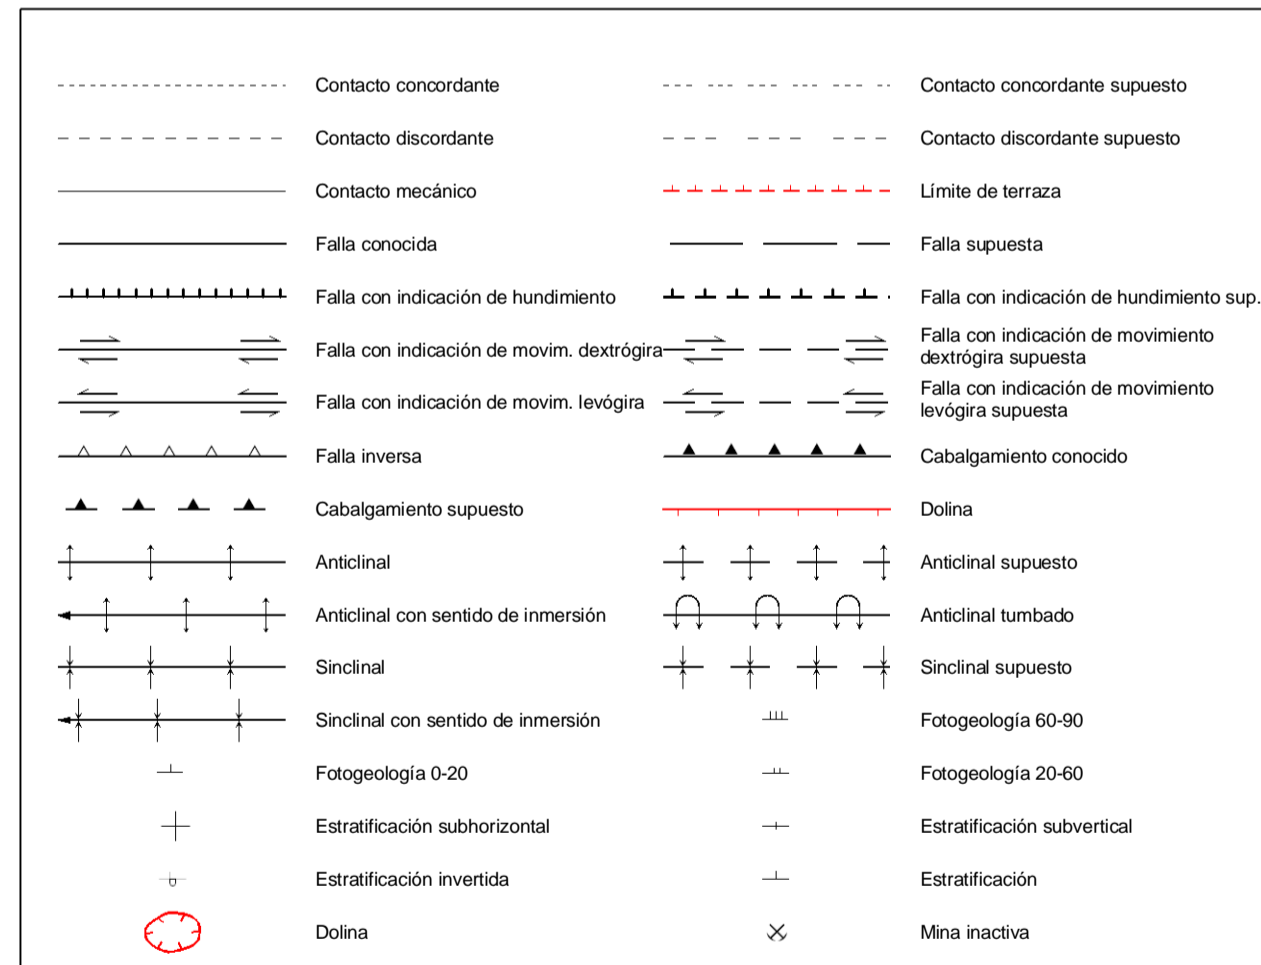 Contacto concordante
Contacto concordante supuesto
Contacto discordante
Contacto discordante supuesto
Contacto mecánico
Límite de terraza
Falla conocida
Falla supuesta
Falla con indicación de hundimiento
Falla con indicación de hundimiento sup.
Falla con indicación de movim. dextrógira
Falla con indicación de movimiento
dextrógira supuesta
Falla con indicación de movim. levógira
Falla con indicación de movimiento
levógira supuesta
Falla inversa
Cabalgamiento conocido
Cabalgamiento supuesto
Dolina
Anticlinal
Anticlinal supuesto
Anticlinal con sentido de inmersión
Anticlinal tumbado
Sinclinal
Sinclinal supuesto
Sinclinal con sentido de inmersión
Fotogeología 60-90
Fotogeología 0-20
Fotogeología 20-60
Estratificación subhorizontal
Estratificación subvertical
Estratificación invertida
Estratificación
Dolina
Mina inactiva